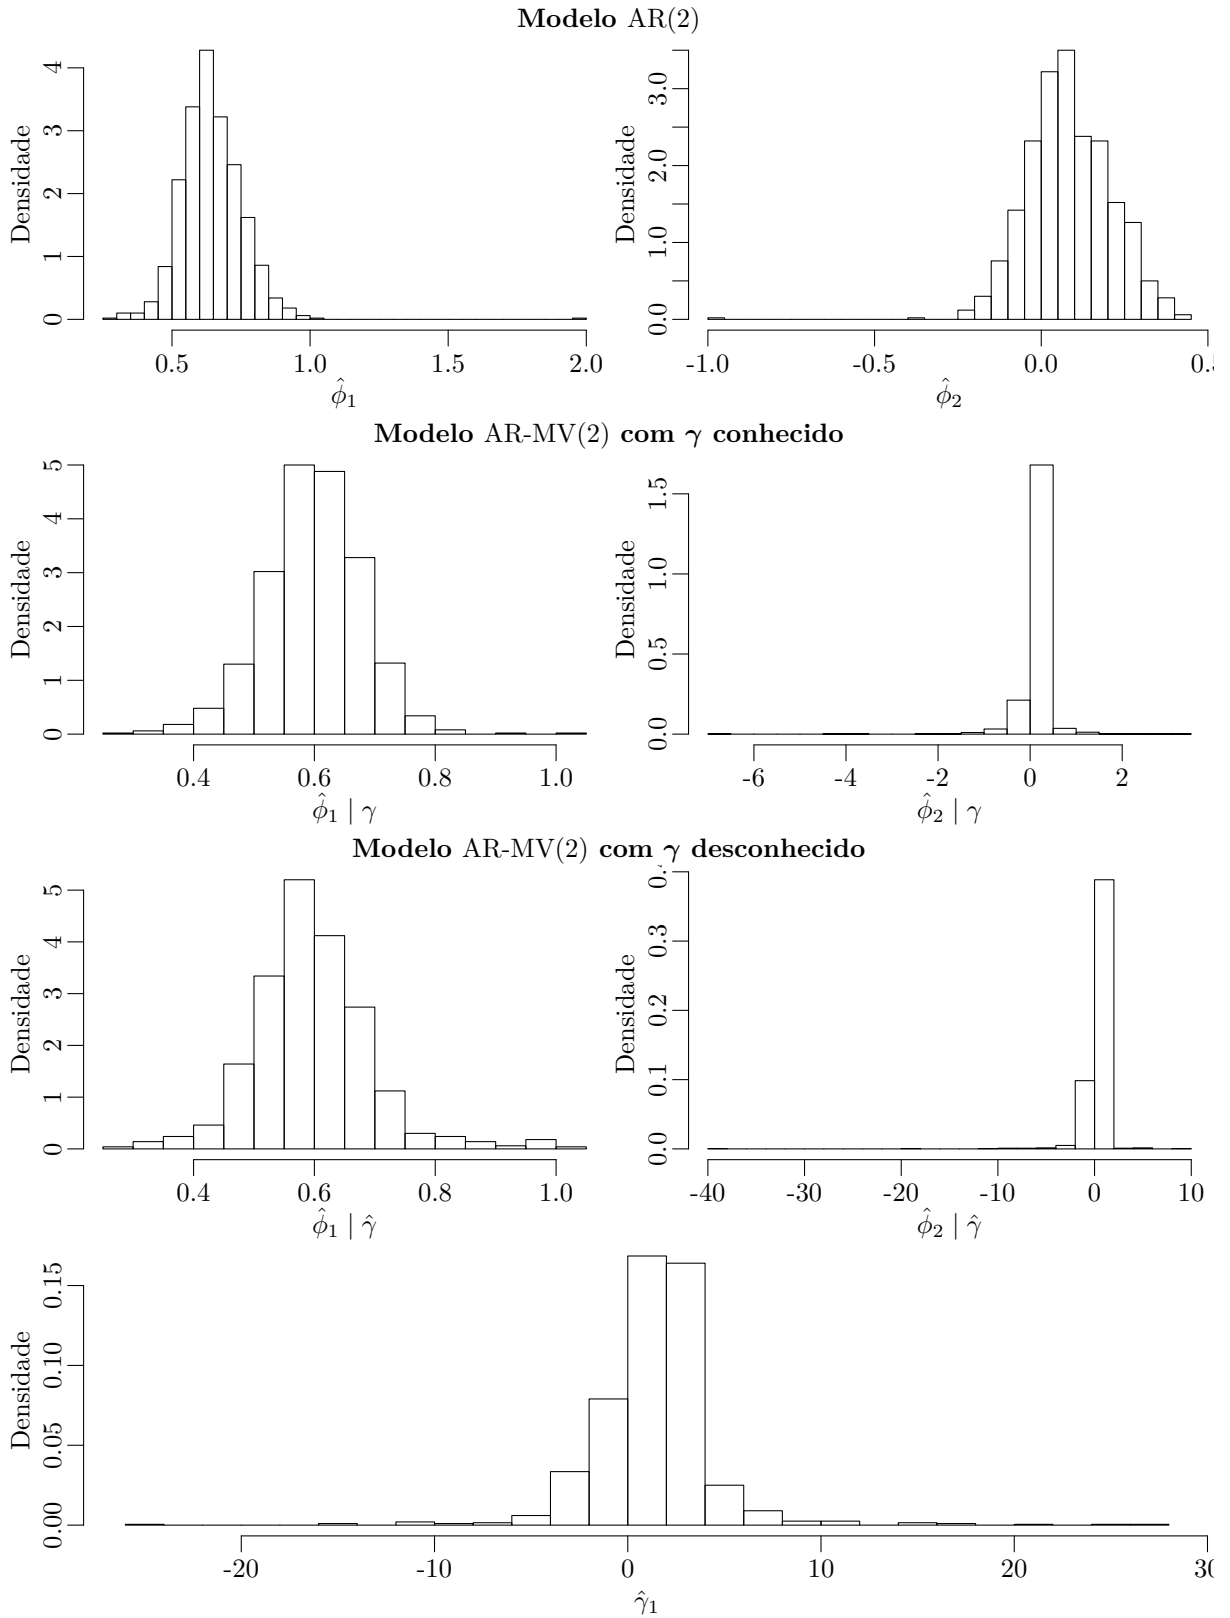 Modelo AR(2)
Densidade
0 1 2 3 4
0.5 1.0 1.5 2.0
ϕ̂₁
Densidade
0.0 1.0 2.0 3.0
-1.0 -0.5 0.0 0.5
ϕ̂₂
Modelo AR-MV(2) com γ conhecido
Densidade
0 1 2 3 4 5
0.4 0.6 0.8 1.0
ϕ̂₁ | γ
Densidade
0.0 0.5 1.0 1.5
-6 -4 -2 0 2
ϕ̂₂ | γ
Modelo AR-MV(2) com γ desconhecido
Densidade
0 1 2 3 4 5
0.4 0.6 0.8 1.0
ϕ̂₁ | γ̂
Densidade
0.0 0.1 0.2 0.3
-40 -30 -20 -10 0 10
ϕ̂₂ | γ̂
Densidade
0.00 0.05 0.10 0.15
-20 -10 0 10 20 30
γ̂₁